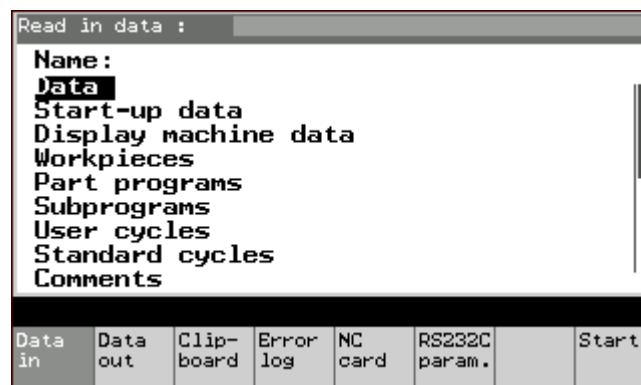 Read in data :
Name:
Data
Start-up data
Display machine data
Workpieces
Part programs
Subprograms
User cycles
Standard cycles
Comments
Data in
Data out
Clip-board
Error log
NC card
RS232C param.
Start